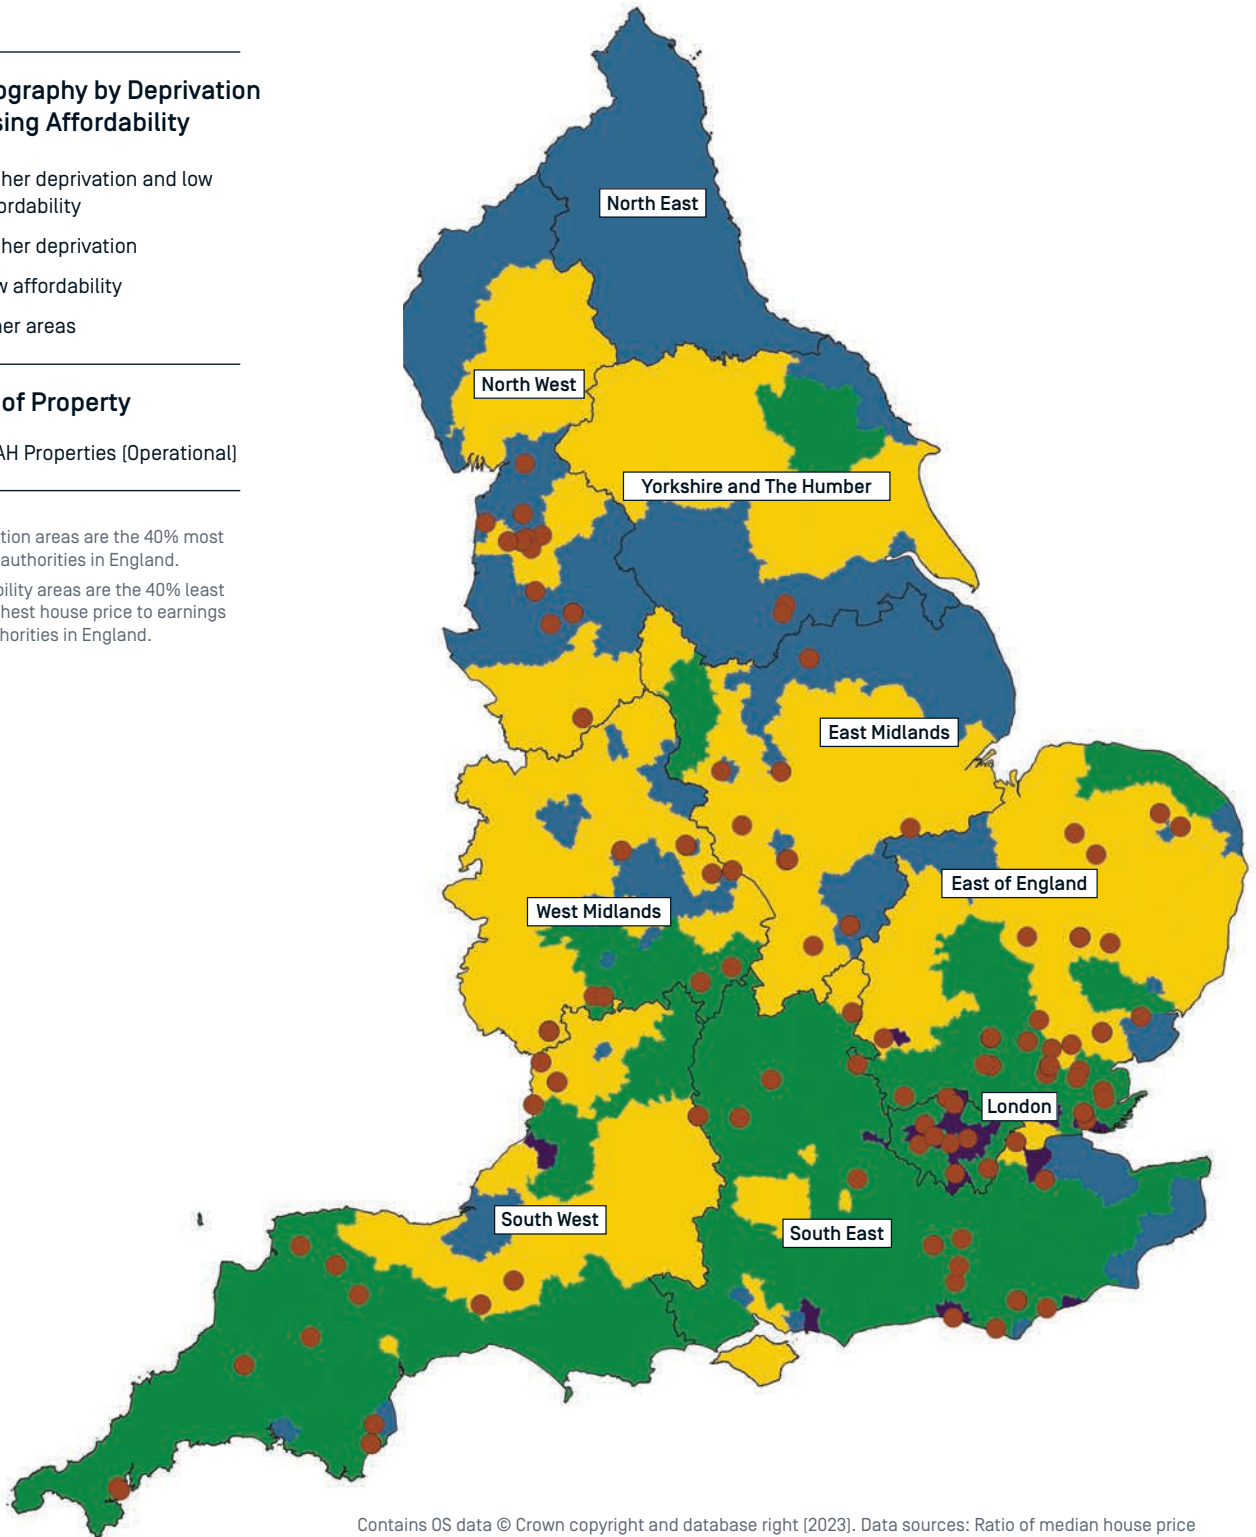 ography by Deprivation
sing Affordability
her deprivation and low
ordability
her deprivation
w affordability
er areas
of Property
AH Properties (Operational)
tion areas are the 40% most
authorities in England.
bility areas are the 40% least
hest house price to earnings
horities in England.
North East
North West
Yorkshire and The Humber
East Midlands
East of England
West Midlands
London
South West
South East
Contains OS data © Crown copyright and database right (2023). Data sources: Ratio of median house price